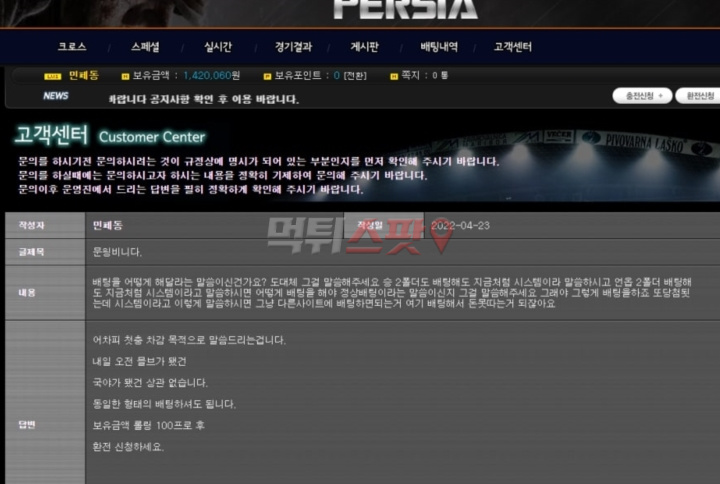 PERSIA
크로스 스페셜 실시간 경기결과 게시판 배팅내역 고객센터
LV1 민페동 보유금액 : 1,420,060원 보유포인트 : 0 [전환] 쪽지 : 0 통
NEWS 바랍니다 공지사항 확인 후 이용 바랍니다. 충전신청 환전신청
고객센터 Customer Center
문의를 하시기전 문의하시려는 것이 규정상에 명시가 되어 있는 부분인지를 먼저 확인해 주시기 바랍니다.
문의를 하실때에는 문의하시고자 하시는 내용을 정확히 기제하여 문의해 주시기 바랍니다.
문의이후 운영진에서 드리는 답변을 필히 정확하게 확인해 주시기 바랍니다.
PIVOVARNA LAŠKO
작성자 민페동 작성일 2022-04-23
먹튀스팟
글제목 문읭비니다.
내용
배팅을 어떻게 해달라는 말씀이신건가요? 도대체 그걸 말씀해주세요 승 2폴더도 배팅해도 지금처럼 시스템이라 말씀하시고 언옵 2폴더 배팅해
도 지금처럼 시스템이라고 말씀하시면 어떻게 배팅을 해야 정상배팅이라는 말씀이신지 그걸 말씀해주세요 그래야 그렇게 배팅을하죠 또당첨됫
는데 시스템이라고 이렇게 말씀하시면 그냥 다른사이트에 배팅하면되는거 여기 배팅해서 돈못따는거 되잖아요
답변
어차피 첫충 차감 목적으로 말씀드리는겁니다.
내일 오전 믈브가 됐건
국야가 됐건 상관 없습니다.
동일한 형태의 배팅하셔도 됩니다.
보유금액 롤링 100프로 후
환전 신청하세요.